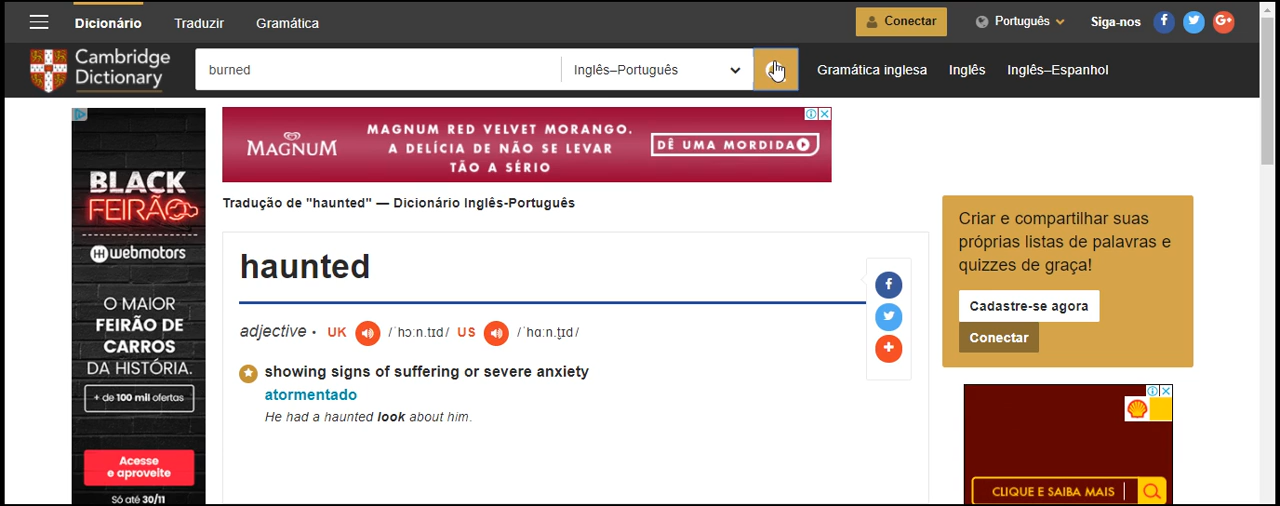 Dicionário Traduzir Gramática Conectar Português Siga-nos
Cambridge
Dictionary
burned Inglês–Português Gramática inglesa Inglês Inglês–Espanhol
MAGNUM
MAGNUM RED VELVET MORANGO.
A DELÍCIA DE NÃO SE LEVAR
TÃO A SÉRIO
DÊ UMA MORDIDA
BLACK
FEIRÃO
webmotors
O MAIOR
FEIRÃO DE
CARROS
DA HISTÓRIA.
+ de 100 mil ofertas
Acesse
e aproveite
Só até 30/11
Tradução de "haunted" — Dicionário Inglês-Português
haunted
adjective • UK /ˈhɔːn.tɪd/ US /ˈhɑːn.t̬ɪd/
showing signs of suffering or severe anxiety
atormentado
He had a haunted look about him.
Criar e compartilhar suas
próprias listas de palavras e
quizzes de graça!
Cadastre-se agora
Conectar
CLIQUE E SAIBA MAIS